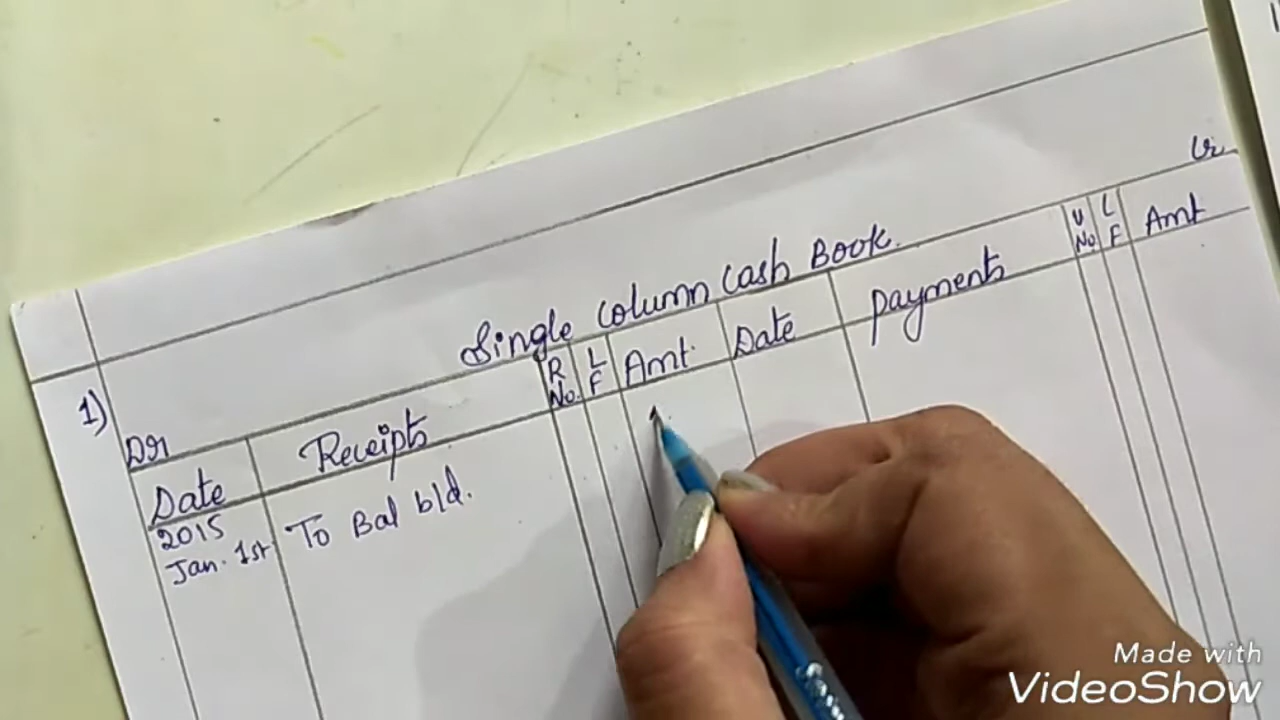 Single Column Cash Book.
1)
Dr
Cr
Date
Receipts
R No.
L F
Amt.
Date
Payments
V No
L F
Amt
2015
Jan. 1st
To Bal b/d.
Made with
VideoShow